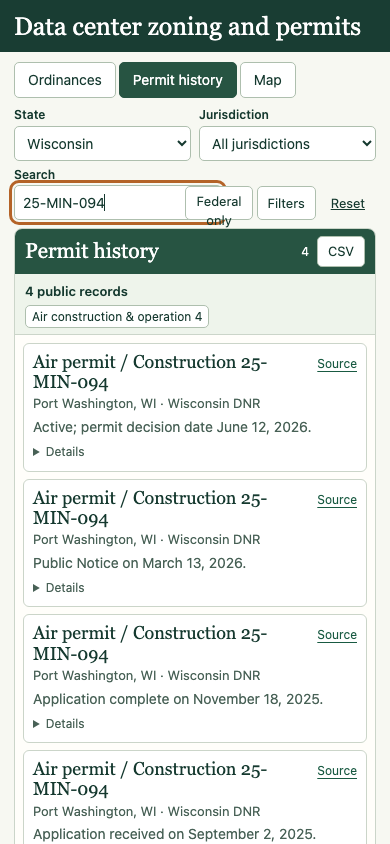 Data center zoning and permits
Ordinances
Permit history
Map
State
Jurisdiction
Wisconsin
All jurisdictions
Search
25-MIN-094
Federal
only
Filters
Reset
Permit history
4
CSV
4 public records
Air construction & operation 4
Air permit / Construction 25-
MIN-094
Source
Port Washington, WI · Wisconsin DNR
Active; permit decision date June 12, 2026.
Details
Air permit / Construction 25-
MIN-094
Source
Port Washington, WI · Wisconsin DNR
Public Notice on March 13, 2026.
Details
Air permit / Construction 25-
MIN-094
Source
Port Washington, WI · Wisconsin DNR
Application complete on November 18, 2025.
Details
Air permit / Construction 25-
MIN-094
Source
Port Washington, WI · Wisconsin DNR
Application received on September 2, 2025.